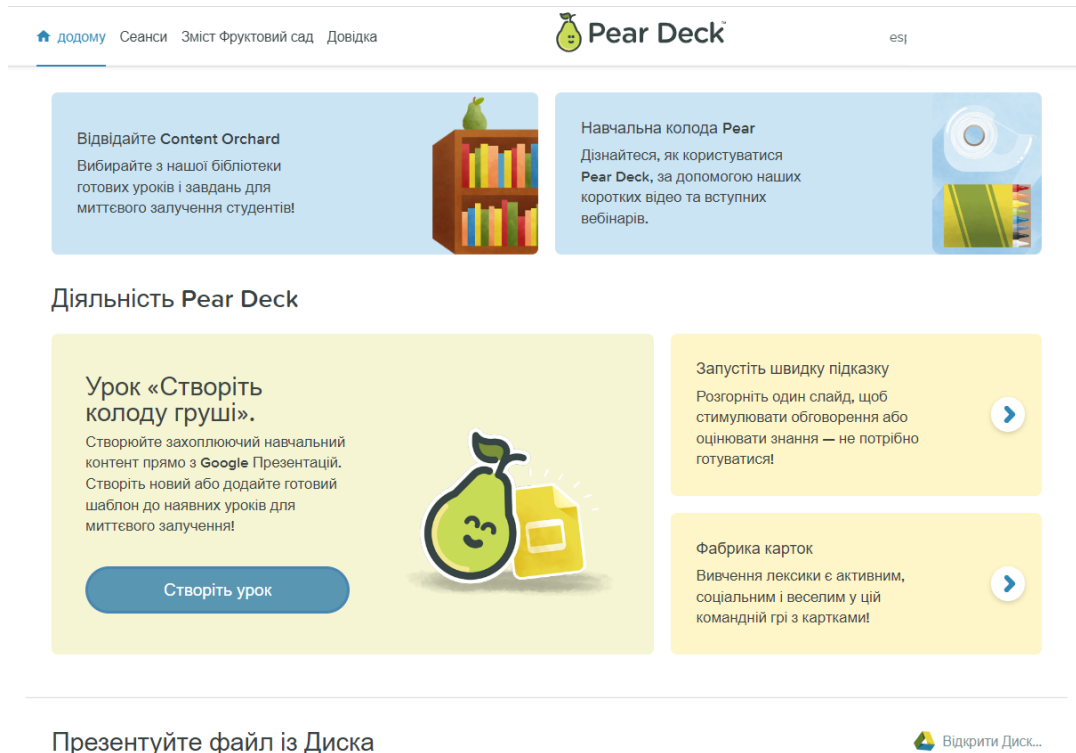 додому Сеанси Зміст Фруктовий сад Довідка
Pear Deck™
esp
Відвідайте Content Orchard
Вибирайте з нашої бібліотеки
готових уроків і завдань для
миттєвого залучення студентів!
Навчальна колода Pear
Дізнайтеся, як користуватися
Pear Deck, за допомогою наших
коротких відео та вступних
вебінарів.
Діяльність Pear Deck
Урок «Створіть
колоду груші».
Створюйте захоплюючий навчальний
контент прямо з Google Презентацій.
Створіть новий або додайте готовий
шаблон до наявних уроків для
миттєвого залучення!
Створіть урок
Запустіть швидку підказку
Розгорніть один слайд, щоб
стимулювати обговорення або
оцінювати знання — не потрібно
готуватися!
Фабрика карток
Вивчення лексики є активним,
соціальним і веселим у цій
командній грі з картками!
Презентуйте файл із Диска
Відкрити Диск...